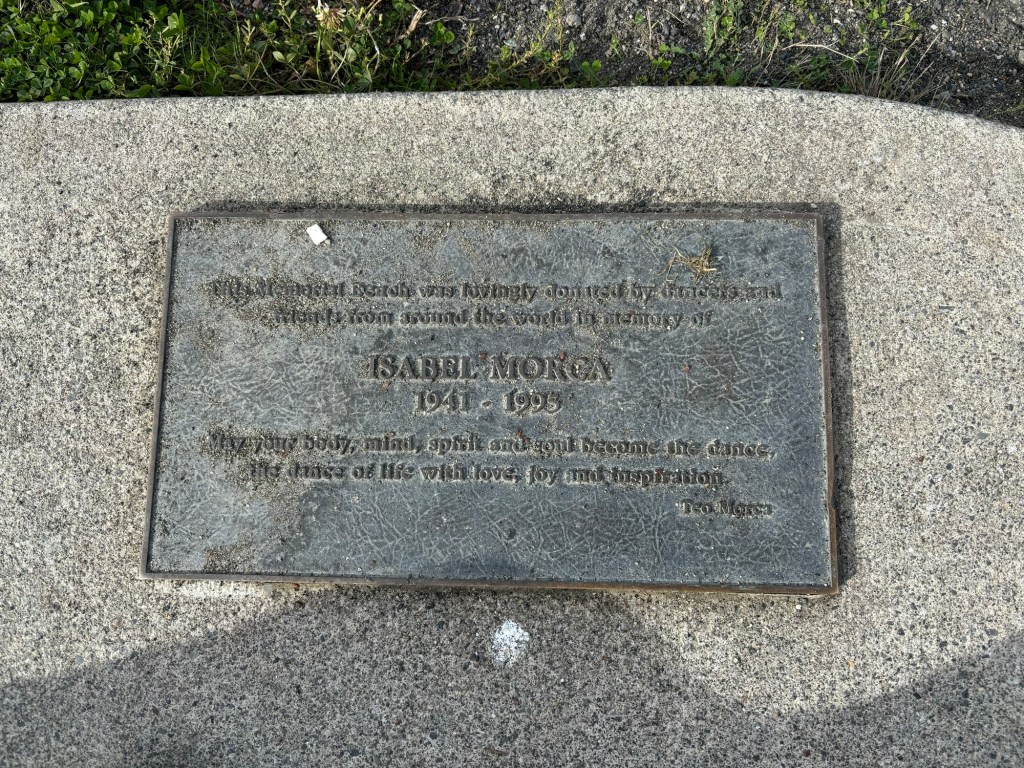 This Memorial Bench was lovingly donated by dancers and
friends from around the world in memory of
ISABEL MORCA
1941 - 1995
May your body, mind, spirit and soul become the dance,
the dance of life with love, joy and inspiration.
Teo Morca